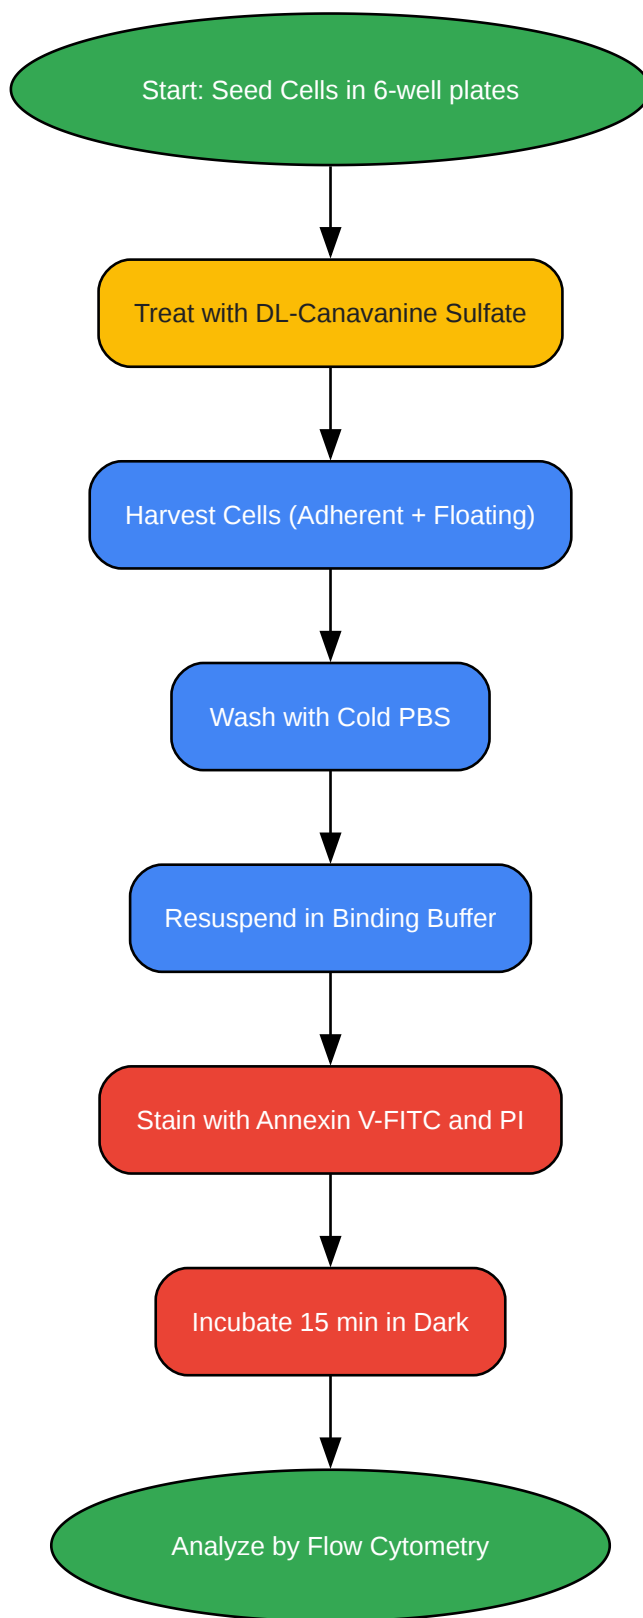 Start: Seed Cells in 6-well plates
Treat with DL-Canavanine Sulfate
Harvest Cells (Adherent + Floating)
Wash with Cold PBS
Resuspend in Binding Buffer
Stain with Annexin V-FITC and PI
Incubate 15 min in Dark
Analyze by Flow Cytometry